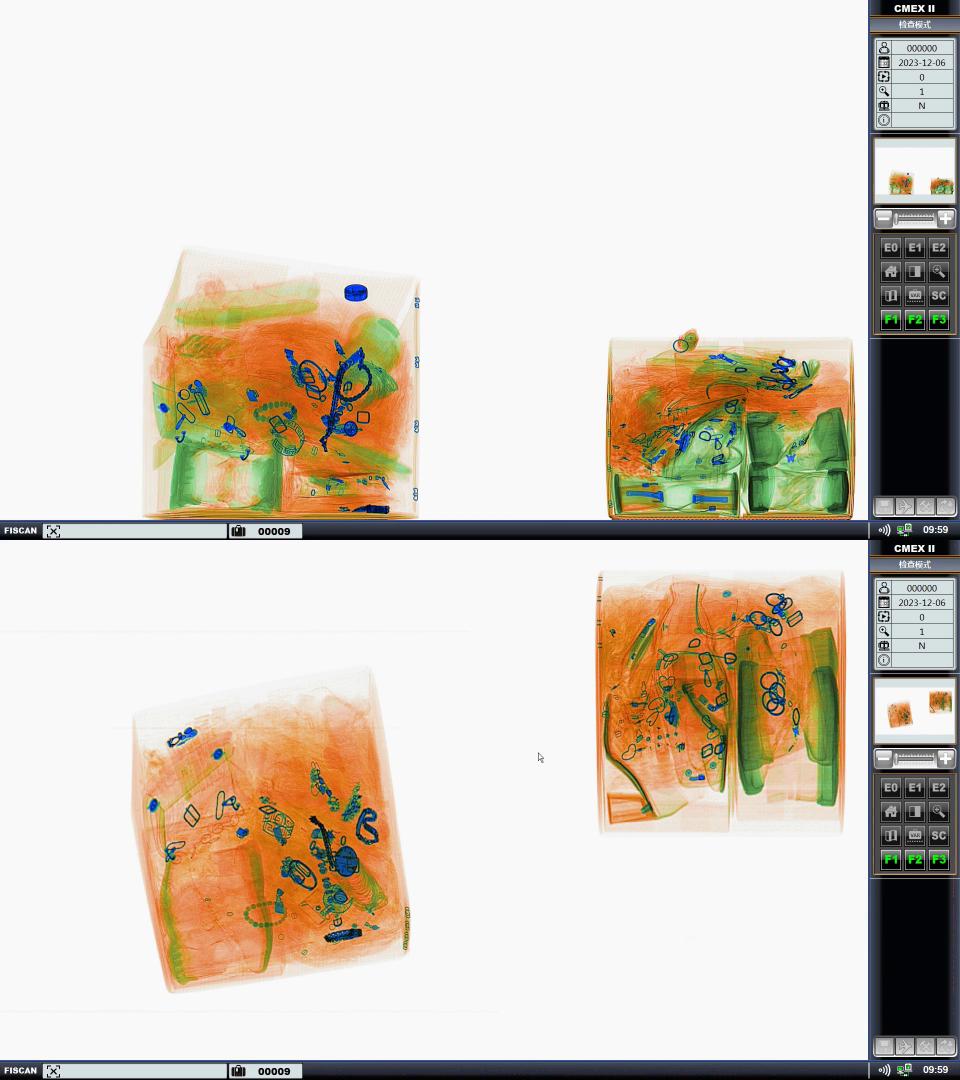 CMEX II
检查模式
000000
2023-12-06
0
1
N
E0 E1 E2
VAR SC
F1 F2 F3
FISCAN 00009 09:59
CMEX II
检查模式
000000
2023-12-06
0
1
N
E0 E1 E2
VAR SC
F1 F2 F3
FISCAN 00009 09:59